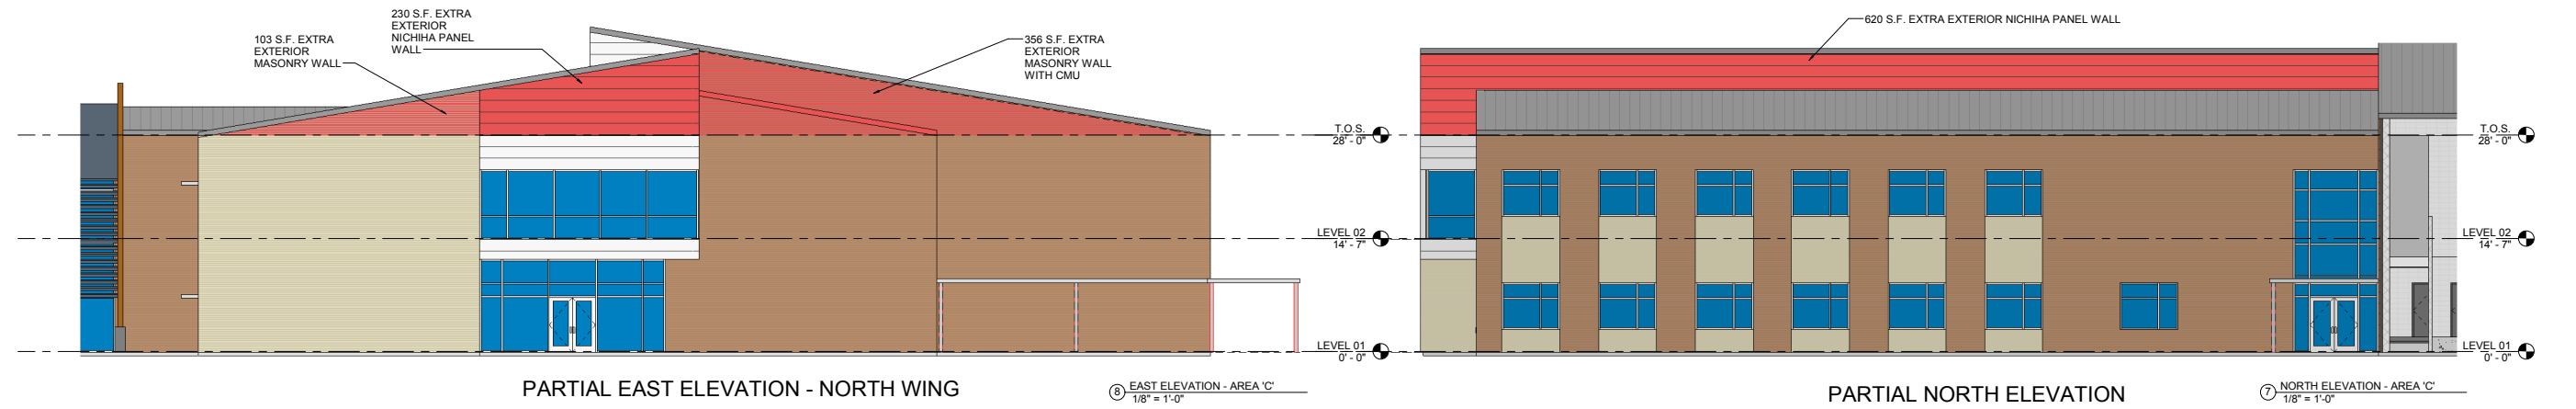 230 S.F. EXTRA
EXTERIOR
NICHIHA PANEL
WALL
103 S.F. EXTRA
EXTERIOR
MASONRY WALL
356 S.F. EXTRA
EXTERIOR
MASONRY WALL
WITH CMU
T.O.S.
28' - 0"
LEVEL 02
14' - 7"
LEVEL 01
0' - 0"
PARTIAL EAST ELEVATION - NORTH WING
8 EAST ELEVATION - AREA 'C'
1/8" = 1'-0"
620 S.F. EXTRA EXTERIOR NICHIHA PANEL WALL
T.O.S.
28' - 0"
LEVEL 02
14' - 7"
LEVEL 01
0' - 0"
PARTIAL NORTH ELEVATION
7 NORTH ELEVATION - AREA 'C'
1/8" = 1'-0"